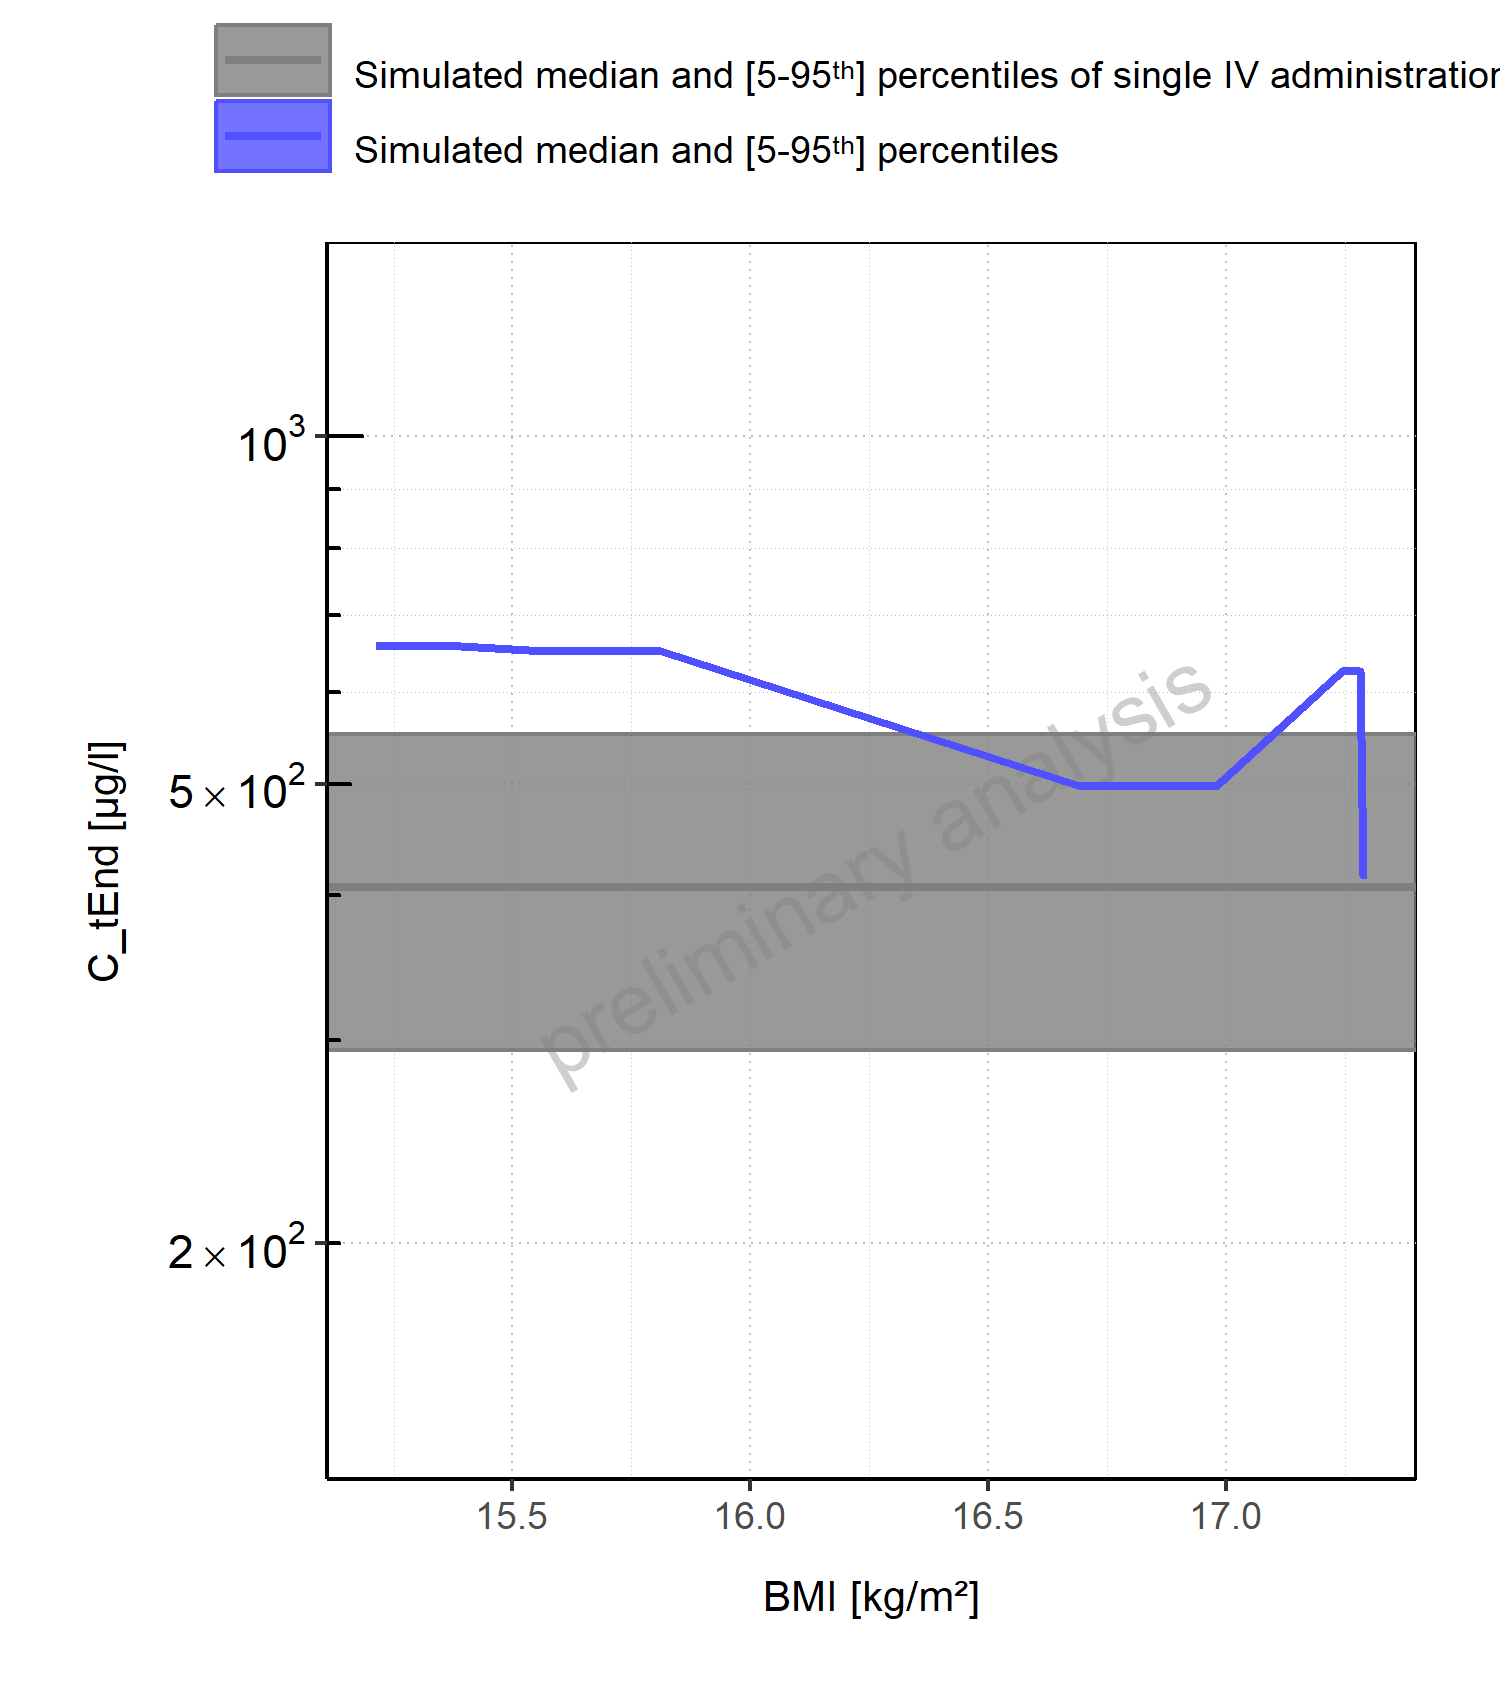 Simulated median and [5-95th] percentiles of single IV administration
Simulated median and [5-95th] percentiles
10³
5 × 10²
2 × 10²
C_tEnd [µg/l]
preliminary analysis
15.5 16.0 16.5 17.0
BMI [kg/m²]